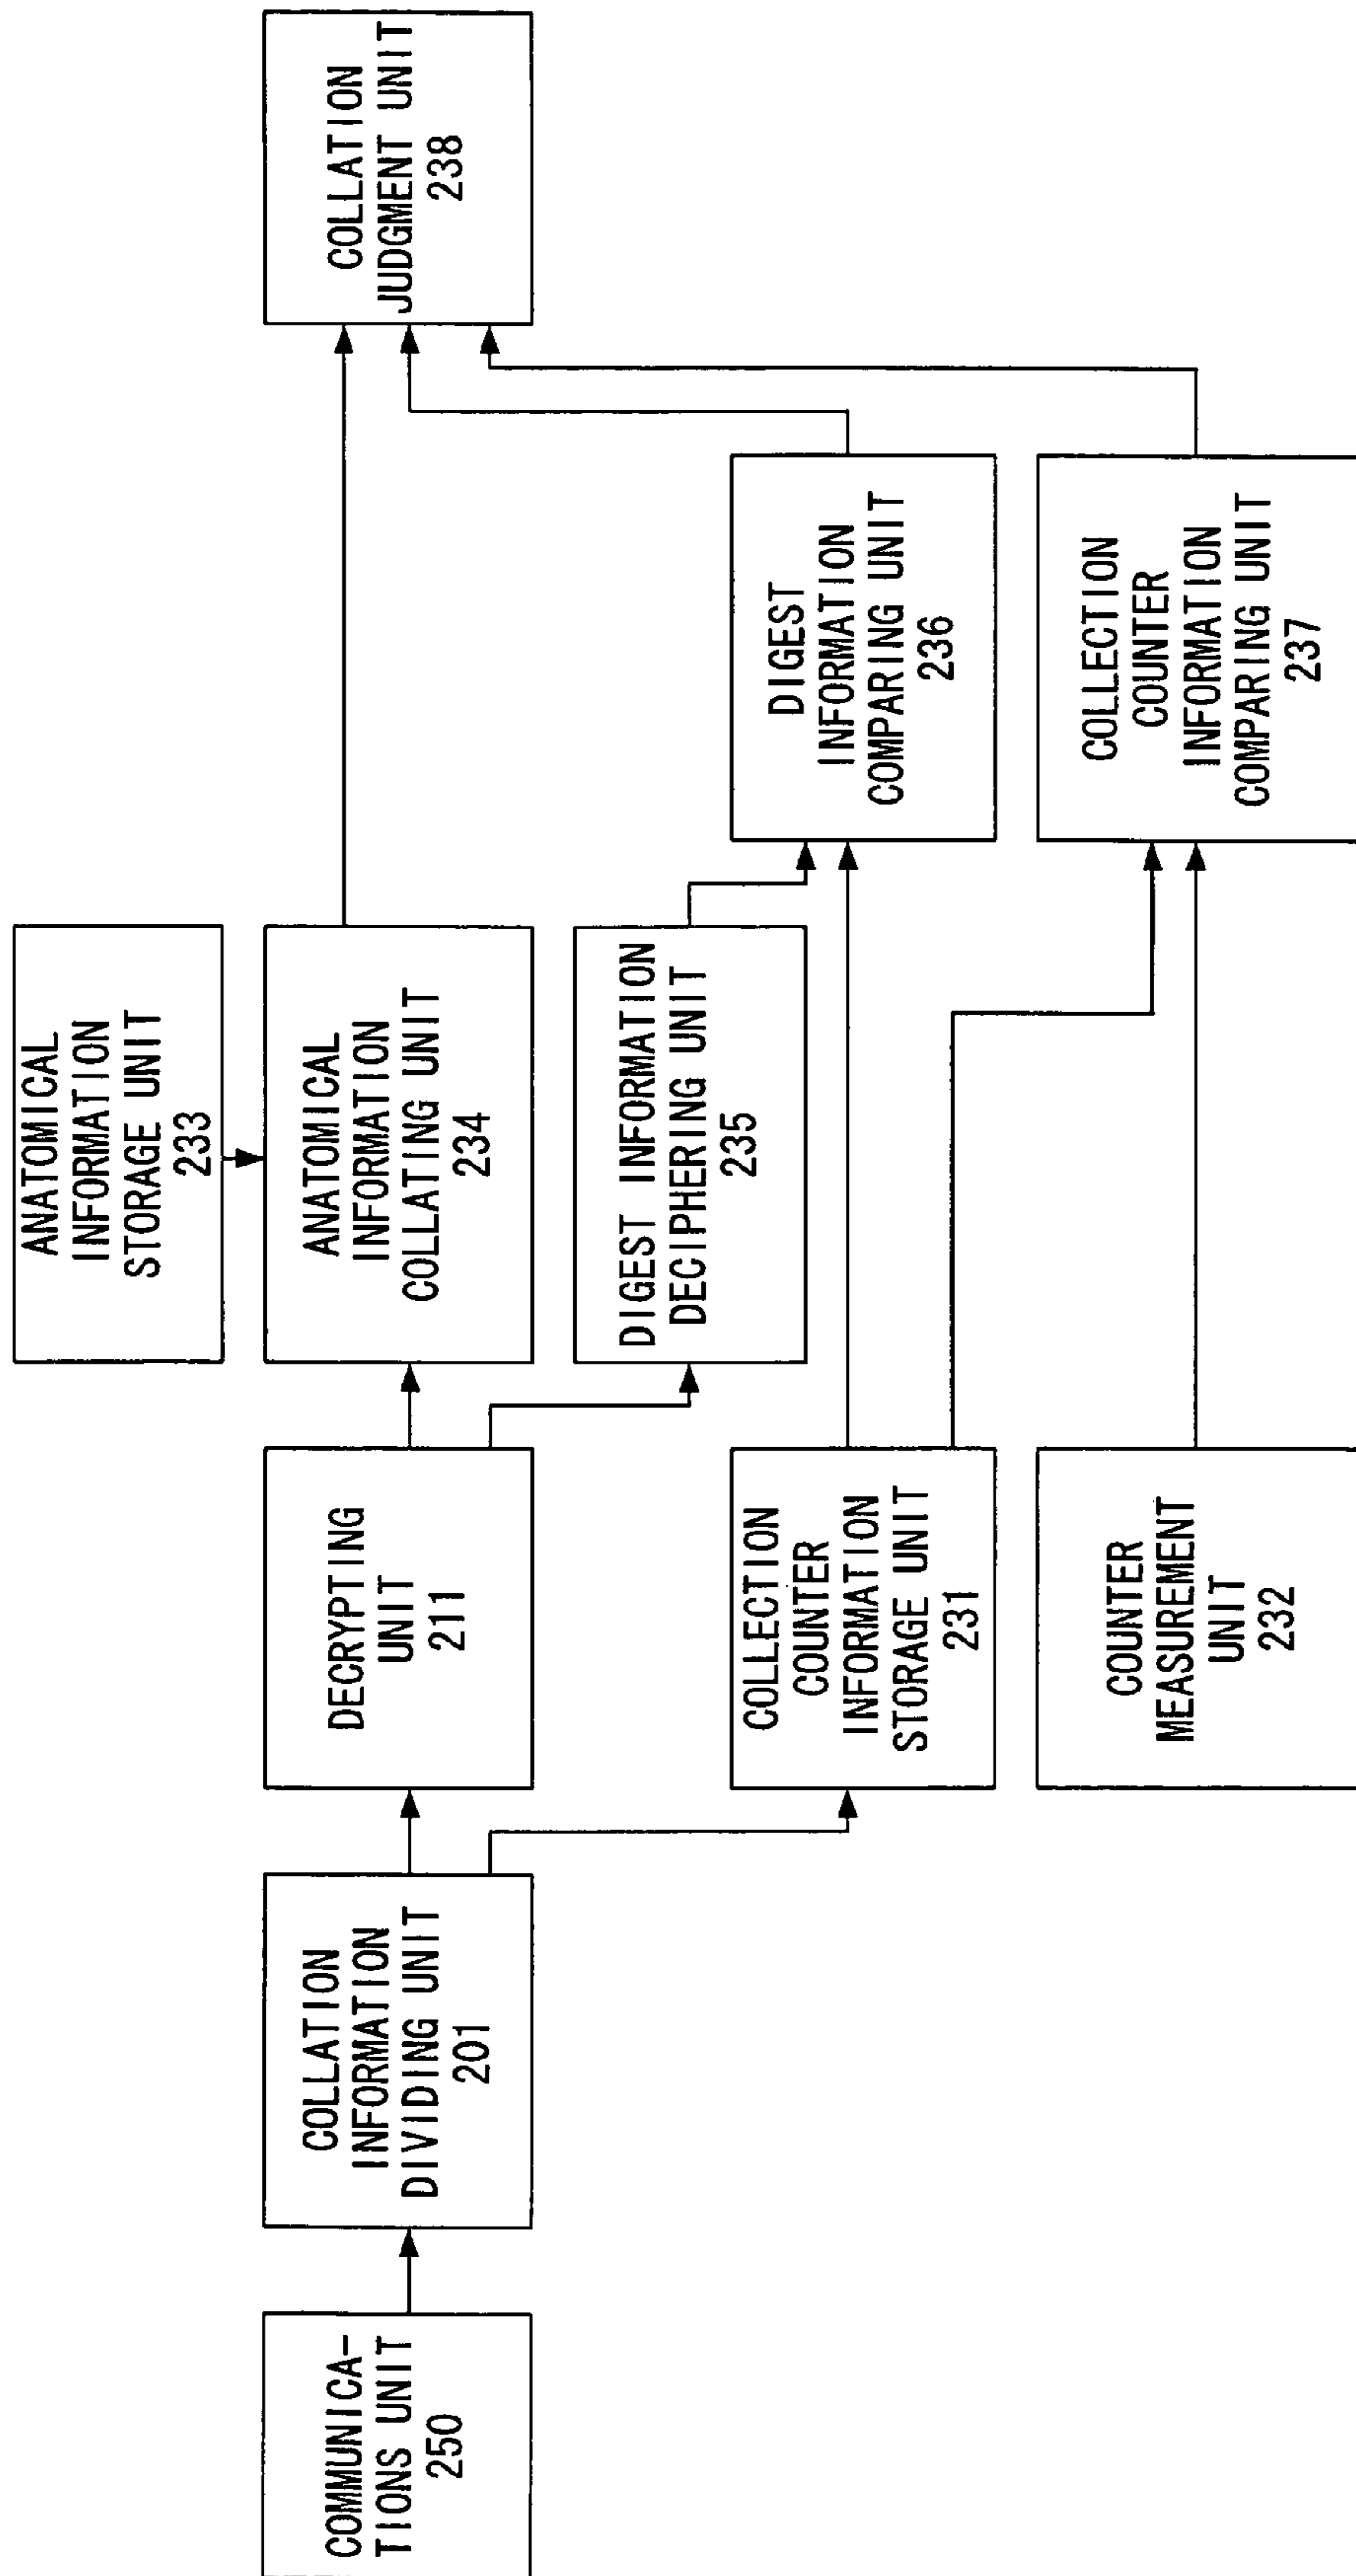 COMMUNICA-
TIONS UNIT
250
COLLATION
INFORMATION
DIVIDING UNIT
201
DECRYPTING
UNIT
211
ANATOMICAL
INFORMATION
STORAGE UNIT
233
ANATOMICAL
INFORMATION
COLLATING UNIT
234
DIGEST INFORMATION
DECIPHERING UNIT
235
COLLECTION
COUNTER
INFORMATION
STORAGE UNIT
231
COUNTER
MEASUREMENT
UNIT
232
DIGEST
INFORMATION
COMPARING UNIT
236
COLLECTION
COUNTER
INFORMATION
COMPARING UNIT
237
COLLATION
JUDGMENT UNIT
238